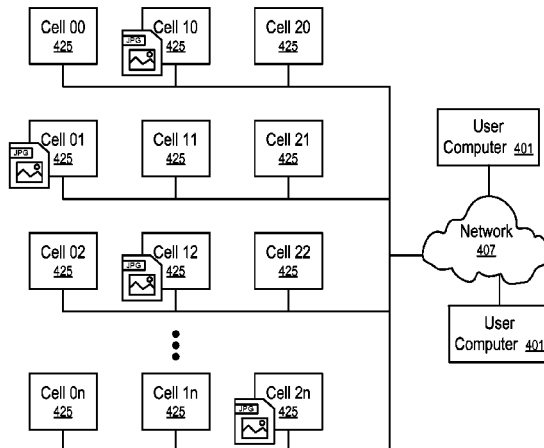 Cell 00
425
Cell 10
425
JPG
Cell 20
425
Cell 01
425
JPG
Cell 11
425
Cell 21
425
User
Computer 401
Cell 02
425
Cell 12
425
JPG
Cell 22
425
Network
407
User
Computer 401
Cell 0n
425
Cell 1n
425
Cell 2n
425
JPG